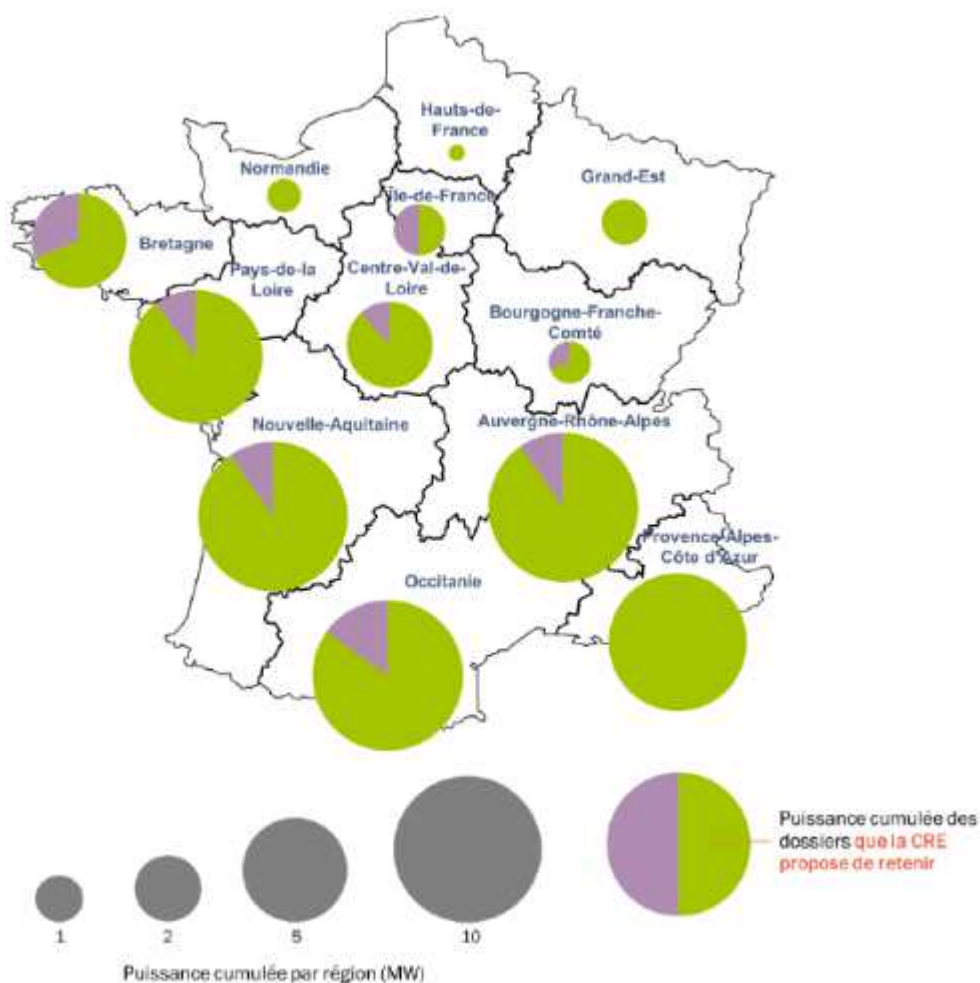 Hauts-de-
France
Normandie
Grand-Est
Île-de-France
Bretagne
Pays-de-la
Loire
Centre-Val-de-
Loire
Bourgogne-Franche-
Comté
Nouvelle-Aquitaine
Auvergne-Rhône-Alpes
Provence-Alpes-
Côte d'Azur
Occitanie
Puissance cumulée des
dossiers que la CRE
propose de retenir
1
2
5
10
Puissance cumulée par région (MW)